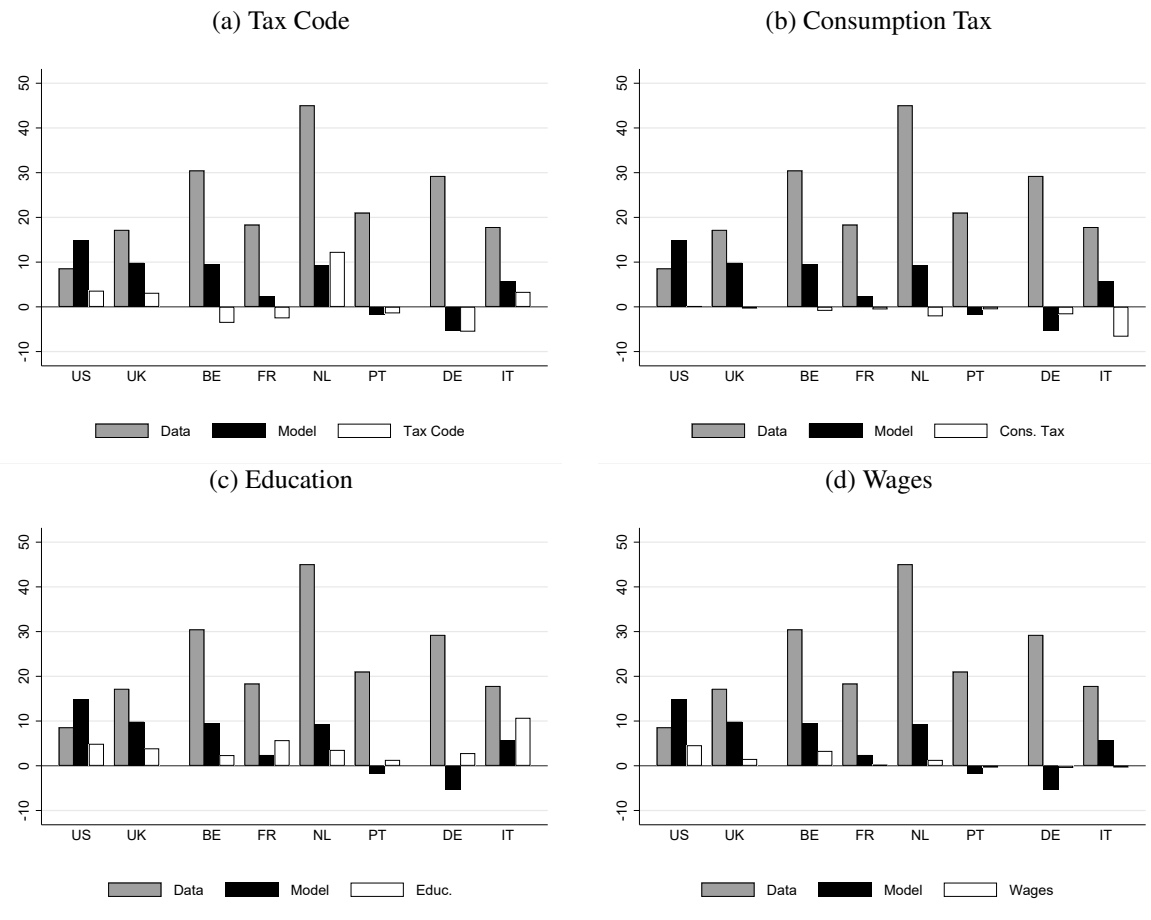 (a) Tax Code
(b) Consumption Tax
50
40
30
20
10
0
-10
US UK BE FR NL PT DE IT
Data Model Tax Code
50
40
30
20
10
0
-10
US UK BE FR NL PT DE IT
Data Model Cons. Tax
(c) Education
(d) Wages
50
40
30
20
10
0
-10
US UK BE FR NL PT DE IT
Data Model Educ.
50
40
30
20
10
0
-10
US UK BE FR NL PT DE IT
Data Model Wages